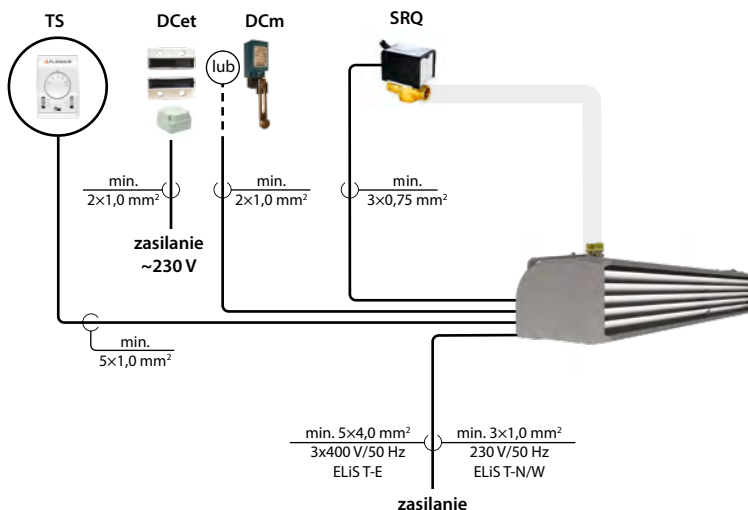 TS
DCet
DCm
SRQ
FLOWAIR
lub
min.
2×1,0 mm²
min.
2×1,0 mm²
min.
3×0,75 mm²
zasilanie
~230 V
min.
5×1,0 mm²
min. 5×4,0 mm²
3x400 V/50 Hz
ELiS T-E
min. 3×1,0 mm²
230 V/50 Hz
ELiS T-N/W
zasilanie